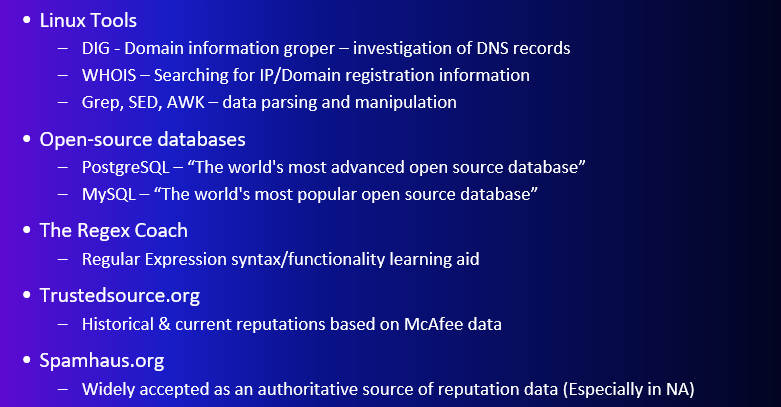 • Linux Tools
– DIG - Domain information groper – investigation of DNS records
– WHOIS – Searching for IP/Domain registration information
– Grep, SED, AWK – data parsing and manipulation
• Open-source databases
– PostgreSQL – “The world's most advanced open source database”
– MySQL – “The world's most popular open source database”
• The Regex Coach
– Regular Expression syntax/functionality learning aid
• Trustedsource.org
– Historical & current reputations based on McAfee data
• Spamhaus.org
– Widely accepted as an authoritative source of reputation data (Especially in NA)